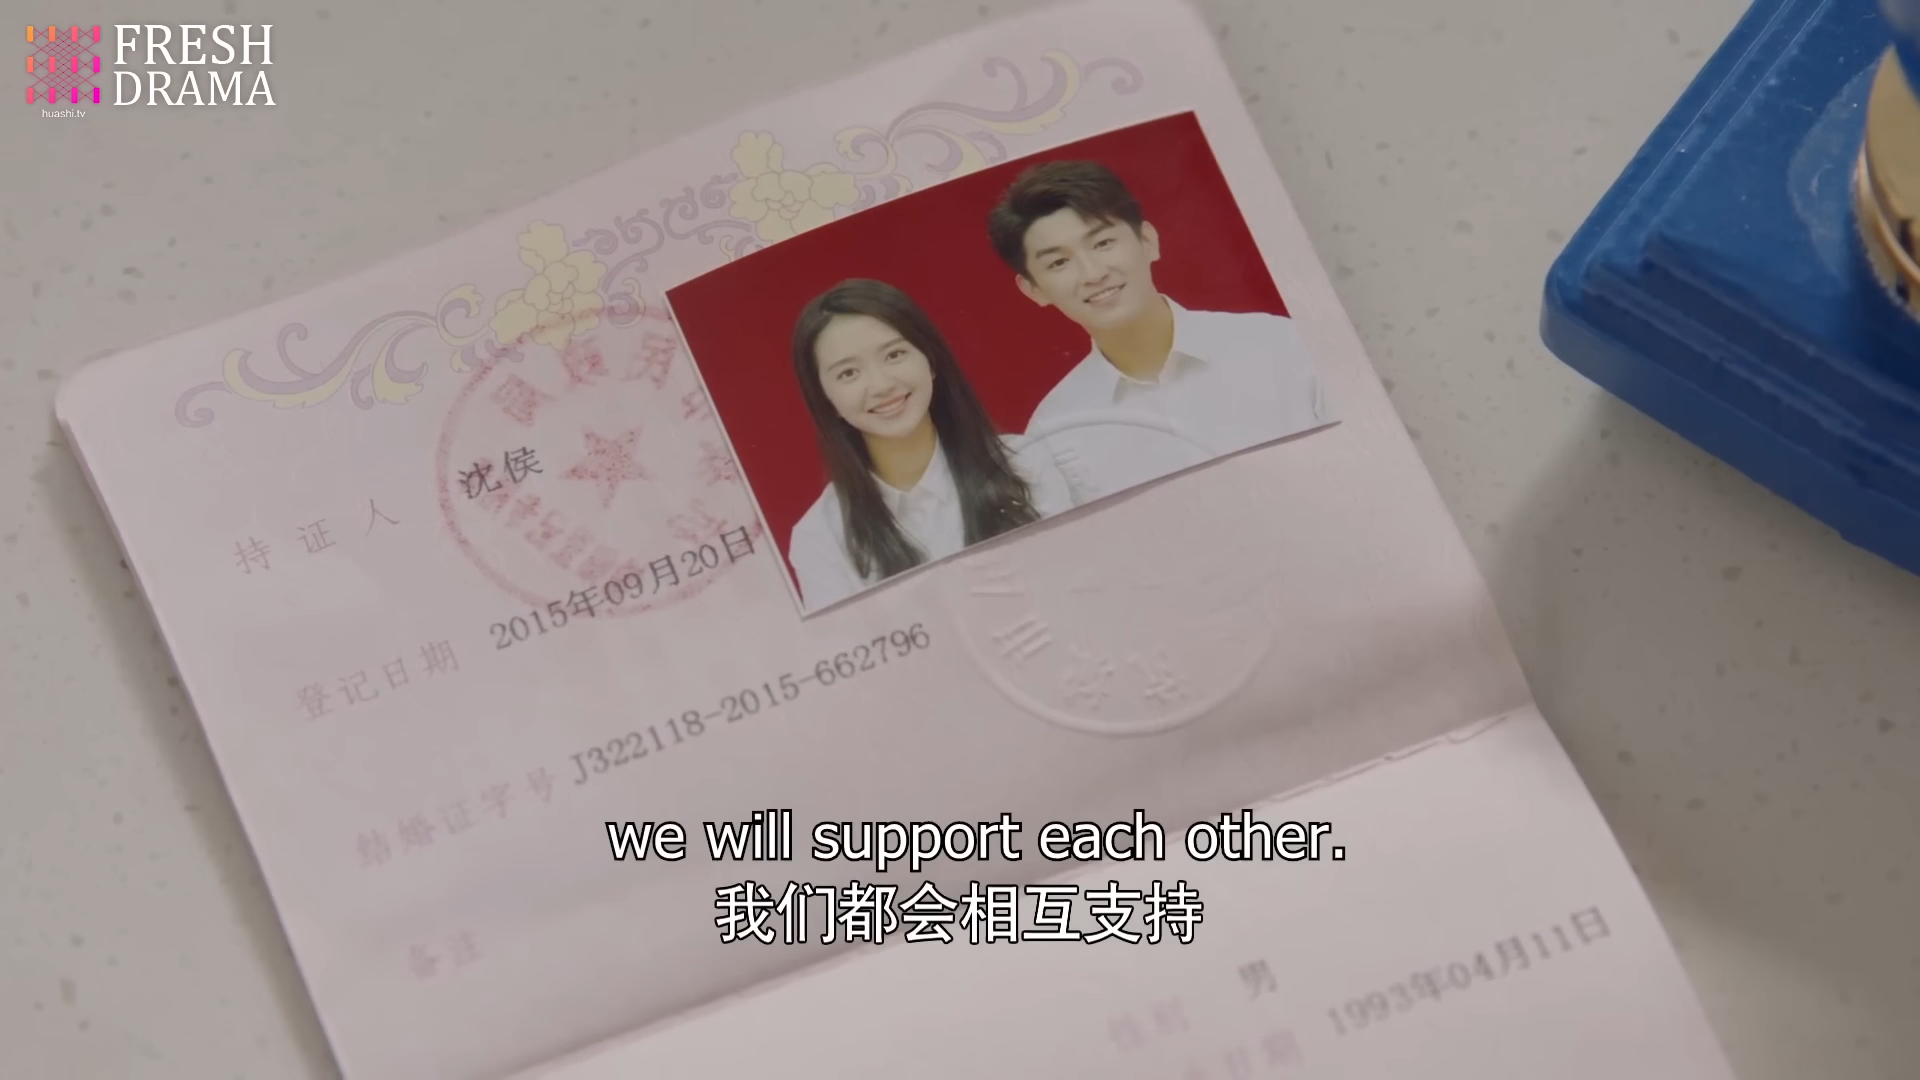 FRESH
DRAMA
huashi.tv
持证人 沈侯
登记日期 2015年09月20日
结婚证字号 J322118-2015-662796
备注
we will support each other.
我们都会相互支持
性别 男
1993年04月11日